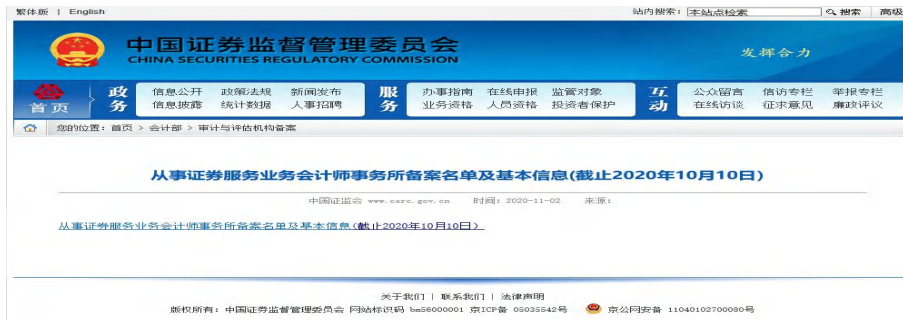 繁体版 | English 站内搜索: 本站点检索 搜索 高级
中国证券监督管理委员会
CHINA SECURITIES REGULATORY COMMISSION
发挥合力
首页 政务 信息公开 政策法规 新闻发布 服务 办事指南 在线申报 监管对象 互动 公众留言 信访专栏 举报专栏
信息披露 统计数据 人事招聘 业务资格 人员资格 投资者保护 在线访谈 征求意见 廉政评议
您的位置: 首页 > 会计部 > 审计与评估机构备案
从事证券服务业务会计师事务所备案名单及基本信息(截止2020年10月10日)
中国证监会 www.csrc.gov.cn 时间: 2020-11-02 来源:
从事证券服务业务会计师事务所备案名单及基本信息(截止2020年10月10日)
关于我们 | 联系我们 | 法律声明
版权所有: 中国证券监督管理委员会 网站标识码 bm56000001 京ICP备 05035542号 京公网安备 11040102700080号